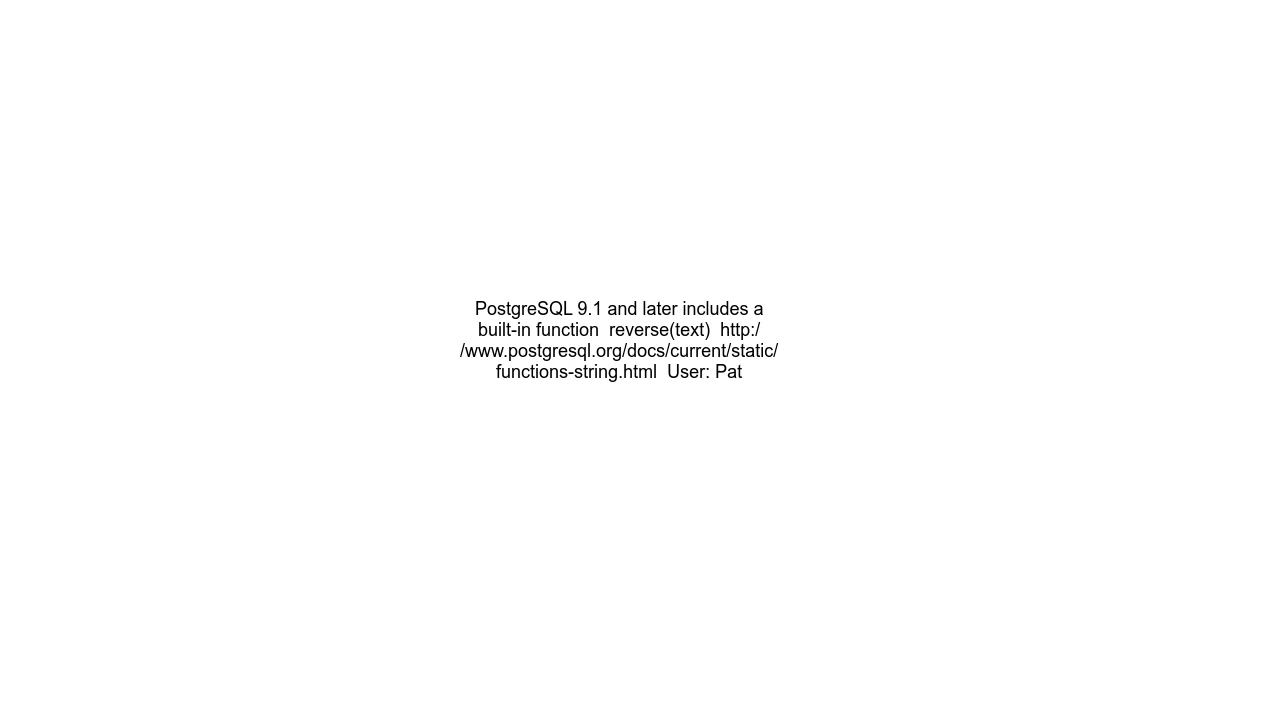 PostgreSQL 9.1 and later includes a
built-in function  reverse(text)  http:/
/www.postgresql.org/docs/current/static/
functions-string.html  User: Pat